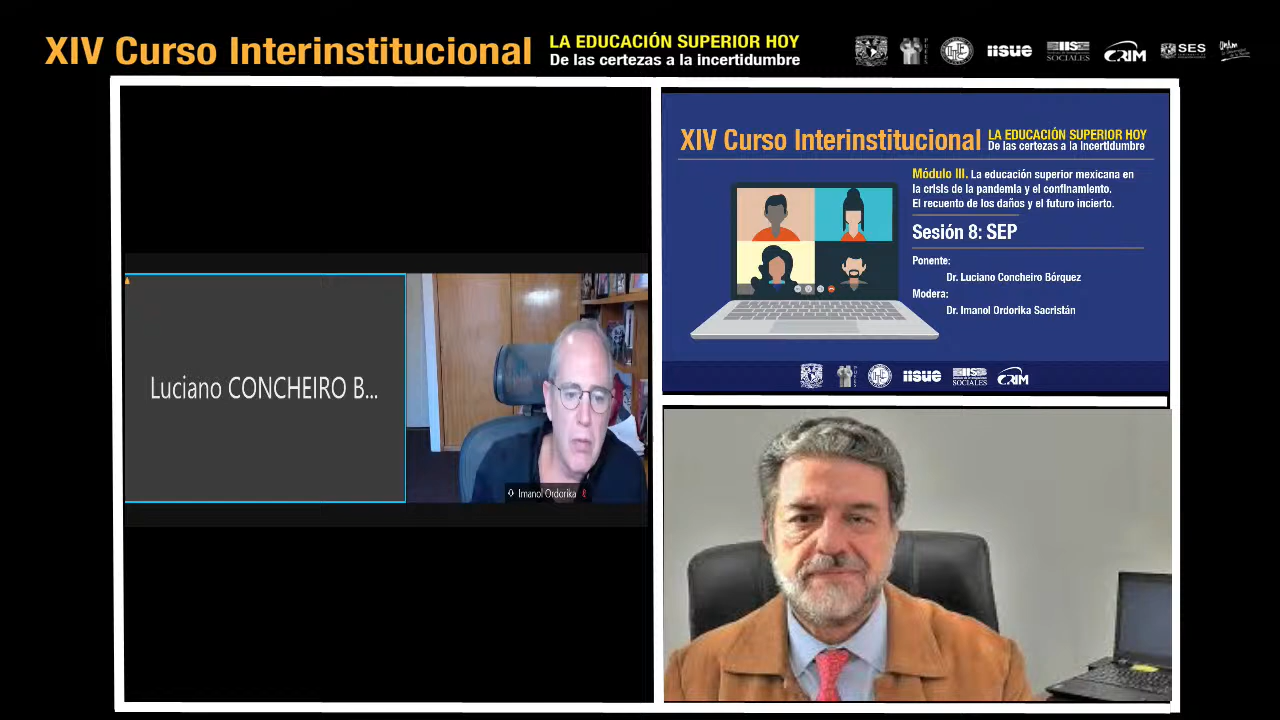 XIV Curso Interinstitucional
LA EDUCACIÓN SUPERIOR HOY
De las certezas a la incertidumbre
iisue
SOCIALES
CRIM
SES
XIV Curso Interinstitucional
LA EDUCACIÓN SUPERIOR HOY
De las certezas a la incertidumbre
Módulo III. La educación superior mexicana en
la crisis de la pandemia y el confinamiento.
El recuento de los daños y el futuro incierto.
Sesión 8: SEP
Ponente:
Dr. Luciano Concheiro Bórquez
Modera:
Dr. Imanol Ordorika Sacristán
iisue
SOCIALES
CRIM
Luciano CONCHEIRO B...
Imanol Ordorika